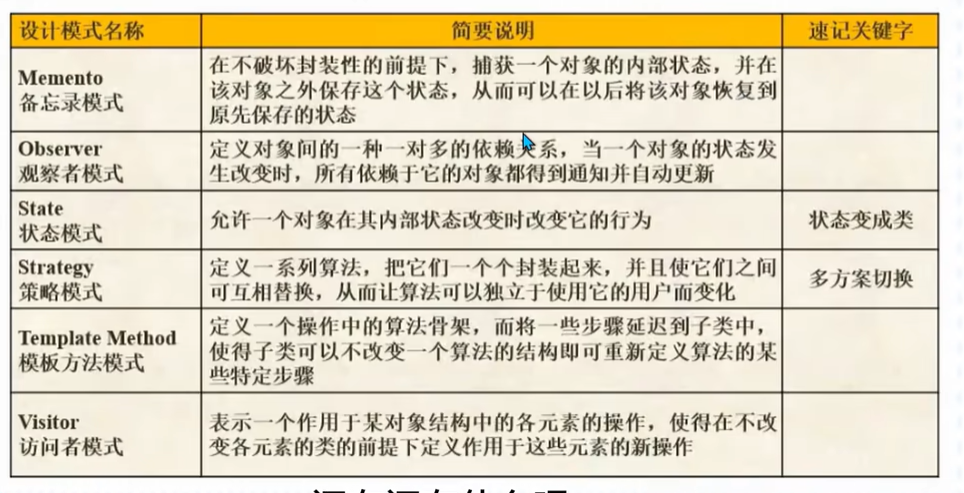 设计模式名称 简要说明 速记关键字
Memento
备忘录模式
在不破坏封装性的前提下，捕获一个对象的内部状态，并在
该对象之外保存这个状态，从而可以在以后将该对象恢复到
原先保存的状态
Observer
观察者模式
定义对象间的一种一对多的依赖关系，当一个对象的状态发
生改变时，所有依赖于它的对象都得到通知并自动更新
State
状态模式
允许一个对象在其内部状态改变时改变它的行为
状态变成类
Strategy
策略模式
定义一系列算法，把它们一个个封装起来，并且使它们之间
可互相替换，从而让算法可以独立于使用它的用户而变化
多方案切换
Template Method
模板方法模式
定义一个操作中的算法骨架，而将一些步骤延迟到子类中，
使得子类可以不改变一个算法的结构即可重新定义算法的某
些特定步骤
Visitor
访问者模式
表示一个作用于某对象结构中的各元素的操作，使得在不改
变各元素的类的前提下定义作用于这些元素的新操作